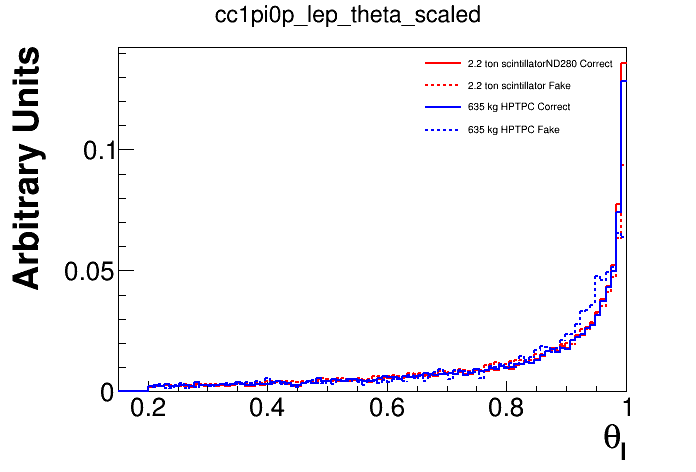 cc1pi0p_lep_theta_scaled
Arbitrary Units
2.2 ton scintillatorND280 Correct
2.2 ton scintillator Fake
635 kg HPTPC Correct
635 kg HPTPC Fake
0.1
0.05
0
0.2 0.4 0.6 0.8 1
θl